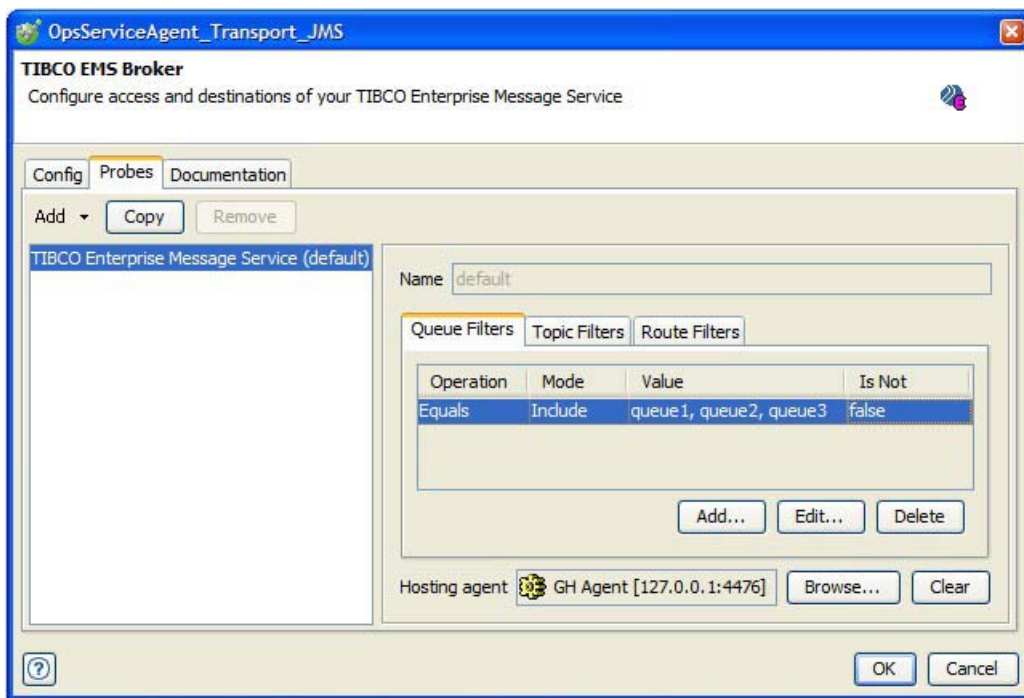 OpsServiceAgent_Transport_JMS
TIBCO EMS Broker
Configure access and destinations of your TIBCO Enterprise Message Service
Config Probes Documentation
Add Copy Remove
TIBCO Enterprise Message Service (default)
Name default
Queue Filters Topic Filters Route Filters
Operation Mode Value Is Not
Equals Include queue1, queue2, queue3 false
Add... Edit... Delete
Hosting agent GH Agent [127.0.0.1:4476] Browse... Clear
? OK Cancel